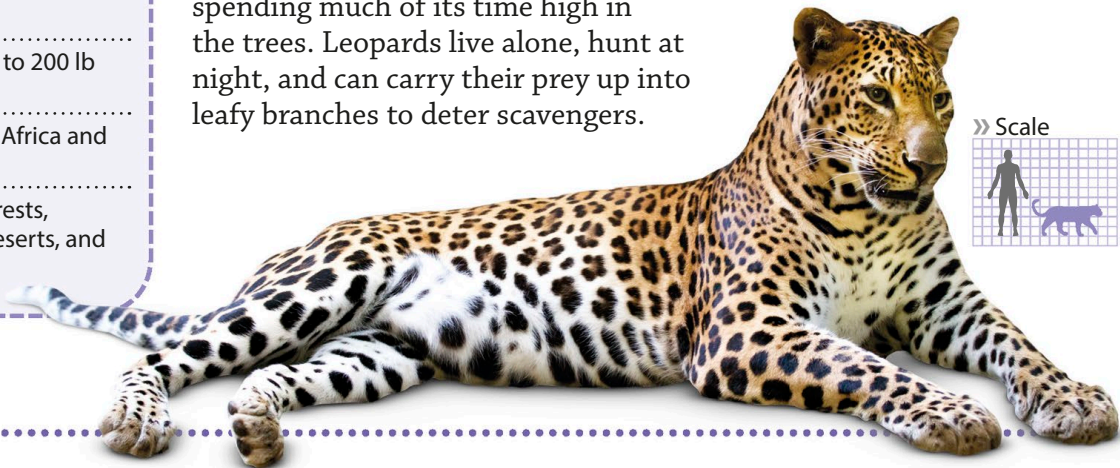 to 200 lb
Africa and
rests,
eserts, and
spending much of its time high in
the trees. Leopards live alone, hunt at
night, and can carry their prey up into
leafy branches to deter scavengers.
» Scale